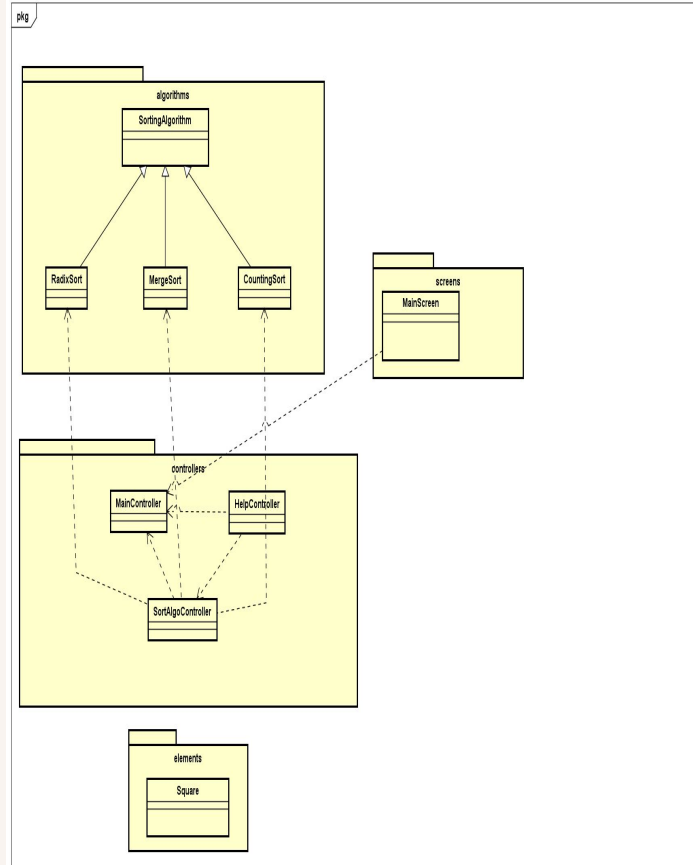 pkg
algorithms
SortingAlgorithm
RadixSort
MergeSort
CountingSort
screens
MainScreen
controllers
MainController
HelpController
SortAlgoController
elements
Square